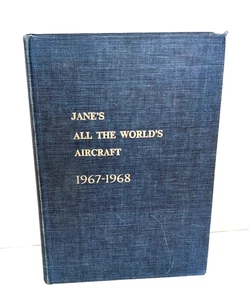 JANE'S
ALL THE WORLD'S
AIRCRAFT
1967-1968